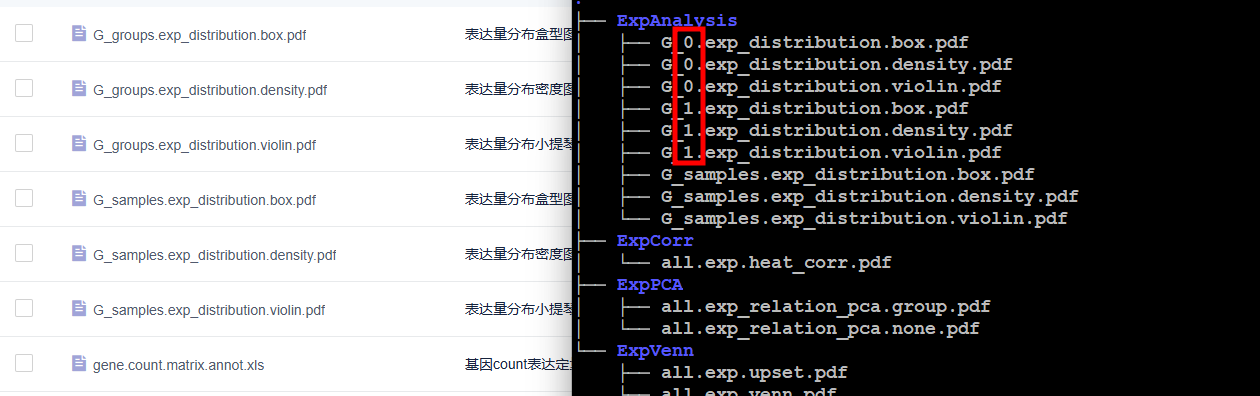 G_groups.exp_distribution.box.pdf 表达量分布盒型图
G_groups.exp_distribution.density.pdf 表达量分布密度图
G_groups.exp_distribution.violin.pdf 表达量分布小提琴
G_samples.exp_distribution.box.pdf 表达量分布盒型图
G_samples.exp_distribution.density.pdf 表达量分布密度图
G_samples.exp_distribution.violin.pdf 表达量分布小提琴
gene.count.matrix.annot.xls 基因count表达定
.
├── ExpAnalysis
│   ├── G_0.exp_distribution.box.pdf
│   ├── G_0.exp_distribution.density.pdf
│   ├── G_0.exp_distribution.violin.pdf
│   ├── G_1.exp_distribution.box.pdf
│   ├── G_1.exp_distribution.density.pdf
│   ├── G_1.exp_distribution.violin.pdf
│   ├── G_samples.exp_distribution.box.pdf
│   ├── G_samples.exp_distribution.density.pdf
│   └── G_samples.exp_distribution.violin.pdf
├── ExpCorr
│   └── all.exp.heat_corr.pdf
├── ExpPCA
│   ├── all.exp_relation_pca.group.pdf
│   └── all.exp_relation_pca.none.pdf
└── ExpVenn
    ├── all.exp.upset.pdf
    └── all.exp.venn.pdf